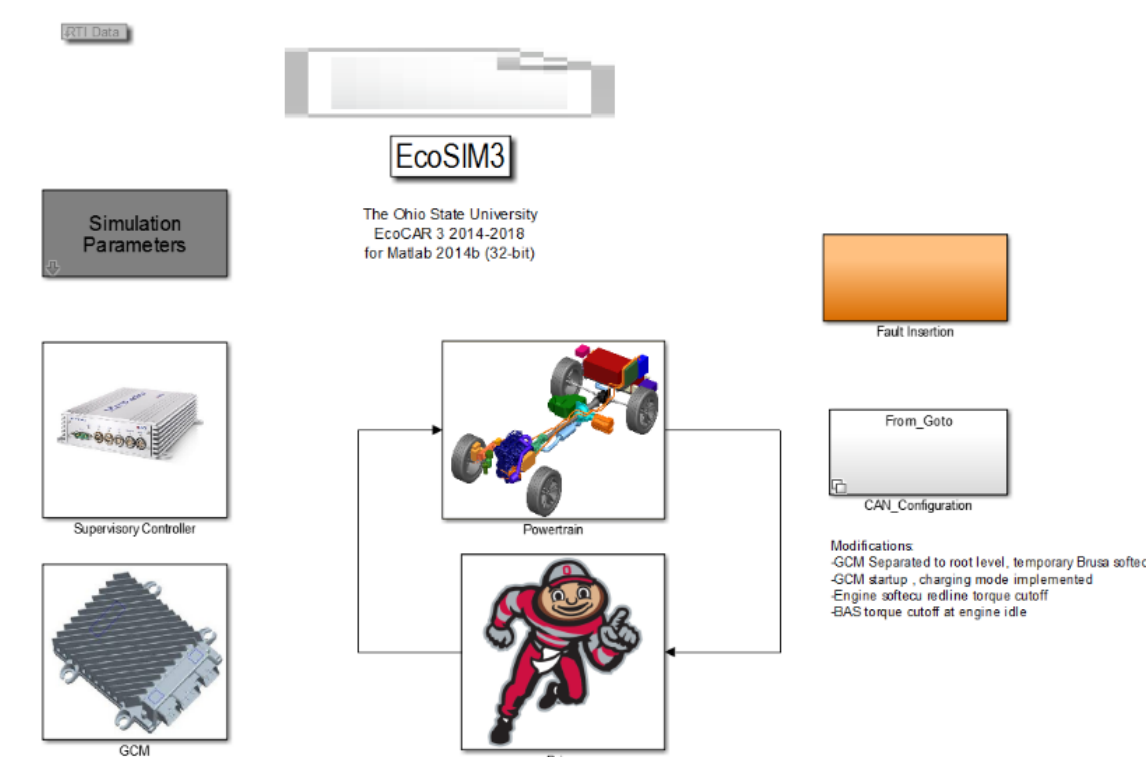 RTI Data
EcoSIM3
The Ohio State University
EcoCAR 3 2014-2018
for Matlab 2014b (32-bit)
Simulation
Parameters
Fault Insertion
From_Goto
CAN_Configuration
Supervisory Controller
Powertrain
Modifications:
-GCM Separated to root level, temporary Brusa softec
-GCM startup , charging mode implemented
-Engine softecu redline torque cutoff
-BAS torque cutoff at engine idle
GCM